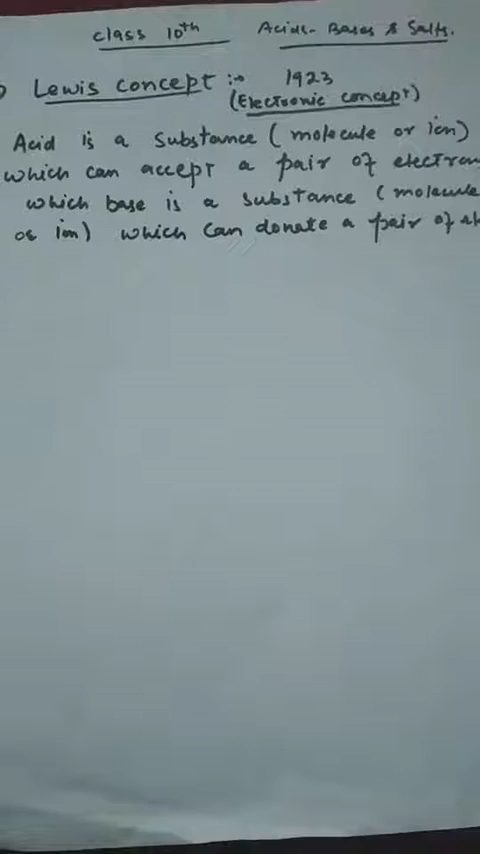 class 10th Acids- Bases & Salts.
Lewis concept :- 1923
(Electronic concept)
Acid is a substance ( molecule or ion)
which can accept a pair of electron
which base is a substance ( molecule
or ion) which can donate a pair of